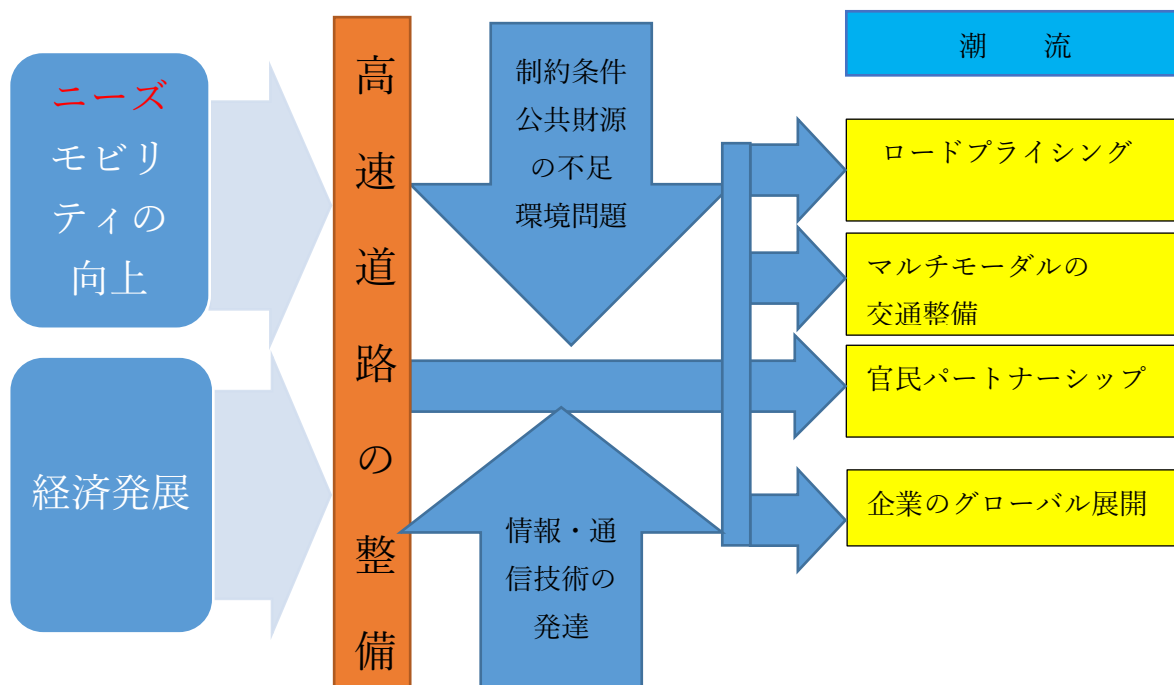 ニーズ
モビリ
ティの
向上
経済発展
高速道路の整備
制約条件
公共財源
の不足
環境問題
情報・通
信技術の
発達
潮　　流
ロードプライシング
マルチモーダルの
交通整備
官民パートナーシップ
企業のグローバル展開